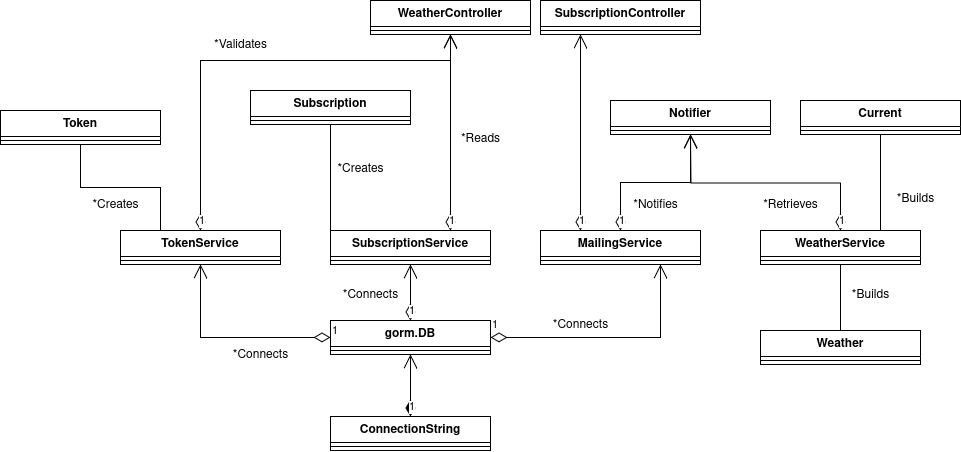 WeatherController
SubscriptionController
*Validates
Subscription
Token
Notifier
Current
*Reads
*Creates
*Creates
*Notifies
*Retrieves
*Builds
1
1
1
1
1
TokenService
SubscriptionService
MailingService
WeatherService
*Connects
*Builds
1
1
gorm.DB
1
*Connects
*Connects
Weather
1
ConnectionString